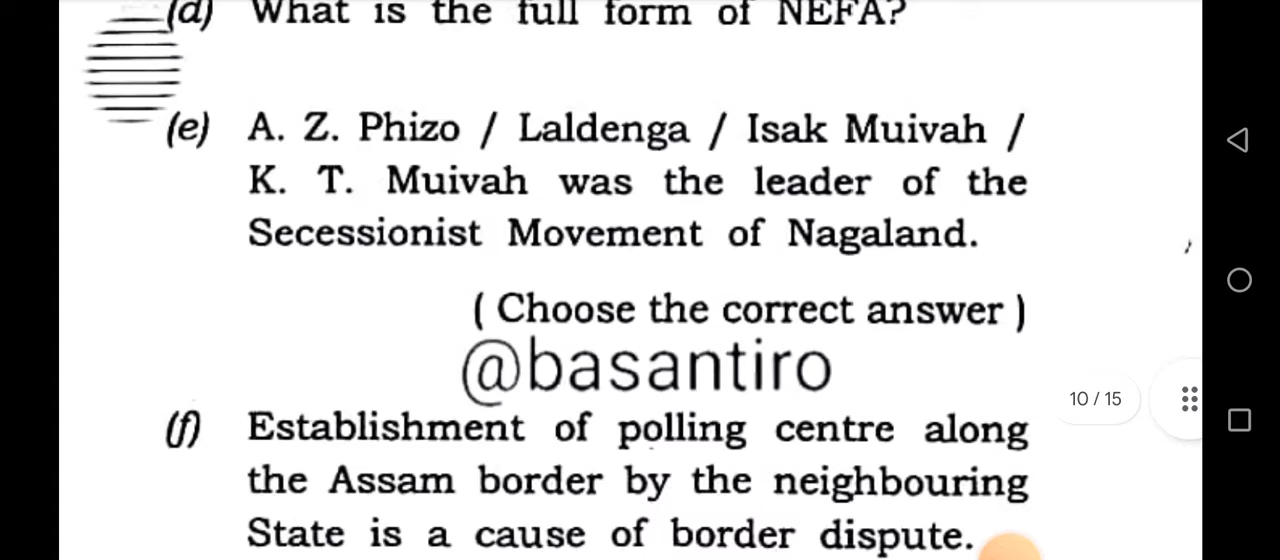 (d) What is the full form of NEFA?
(e) A. Z. Phizo / Laldenga / Isak Muivah /
K. T. Muivah was the leader of the
Secessionist Movement of Nagaland.
( Choose the correct answer )
@basantiro
(f) Establishment of polling centre along
10 / 15
the Assam border by the neighbouring
State is a cause of border dispute.